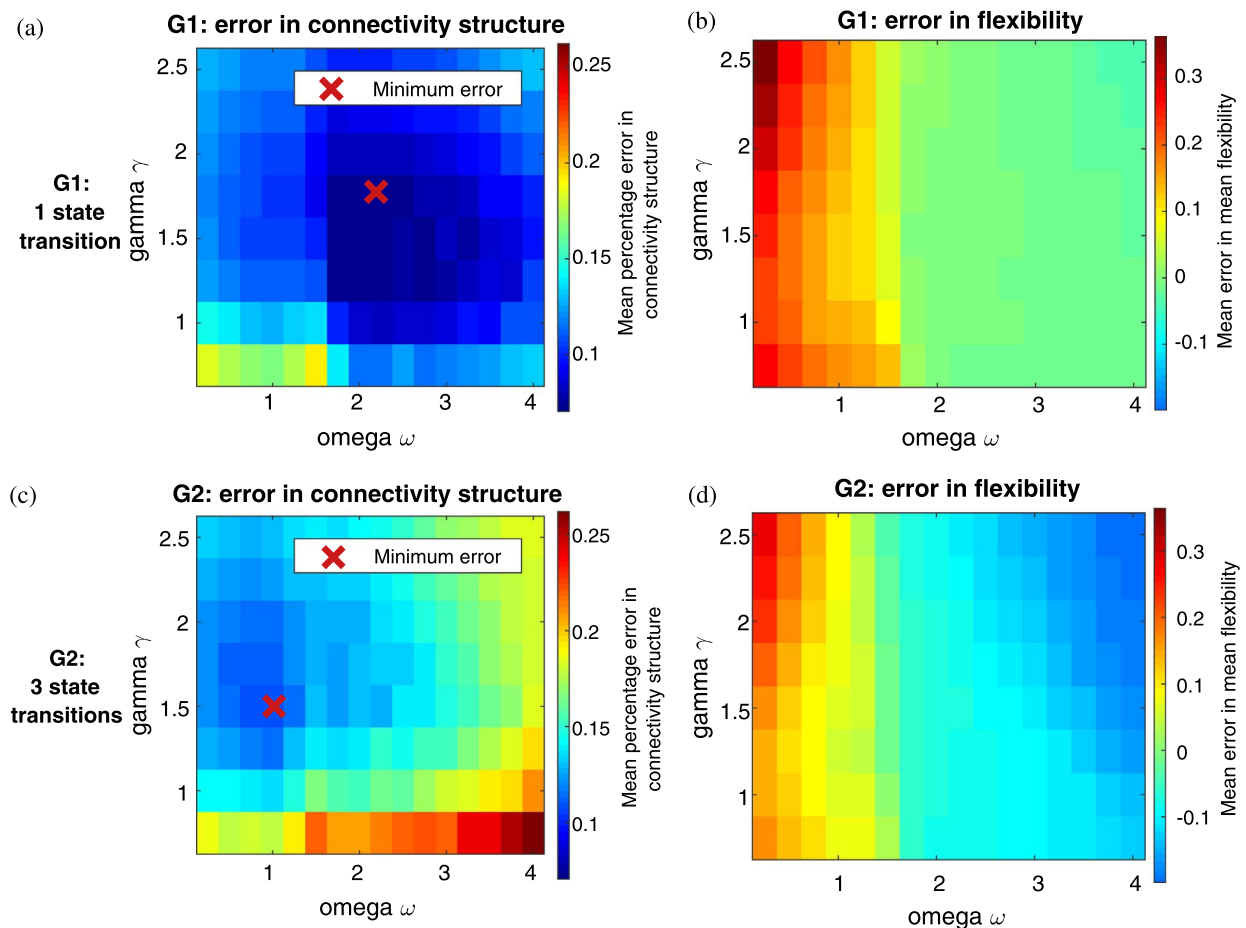 (a)
G1: error in connectivity structure
G1:
1 state
transition
gamma γ
2.5
2
1.5
1
Minimum error
1
2
3
4
omega ω
0.25
0.2
0.15
0.1
Mean percentage error in
connectivity structure
(b)
G1: error in flexibility
gamma γ
2.5
2
1.5
1
1
2
3
4
omega ω
0.3
0.2
0.1
0
-0.1
Mean error in mean flexibility
(c)
G2: error in connectivity structure
G2:
3 state
transitions
gamma γ
2.5
2
1.5
1
Minimum error
1
2
3
4
omega ω
0.25
0.2
0.15
0.1
Mean percentage error in
connectivity structure
(d)
G2: error in flexibility
gamma γ
2.5
2
1.5
1
1
2
3
4
omega ω
0.3
0.2
0.1
0
-0.1
Mean error in mean flexibility